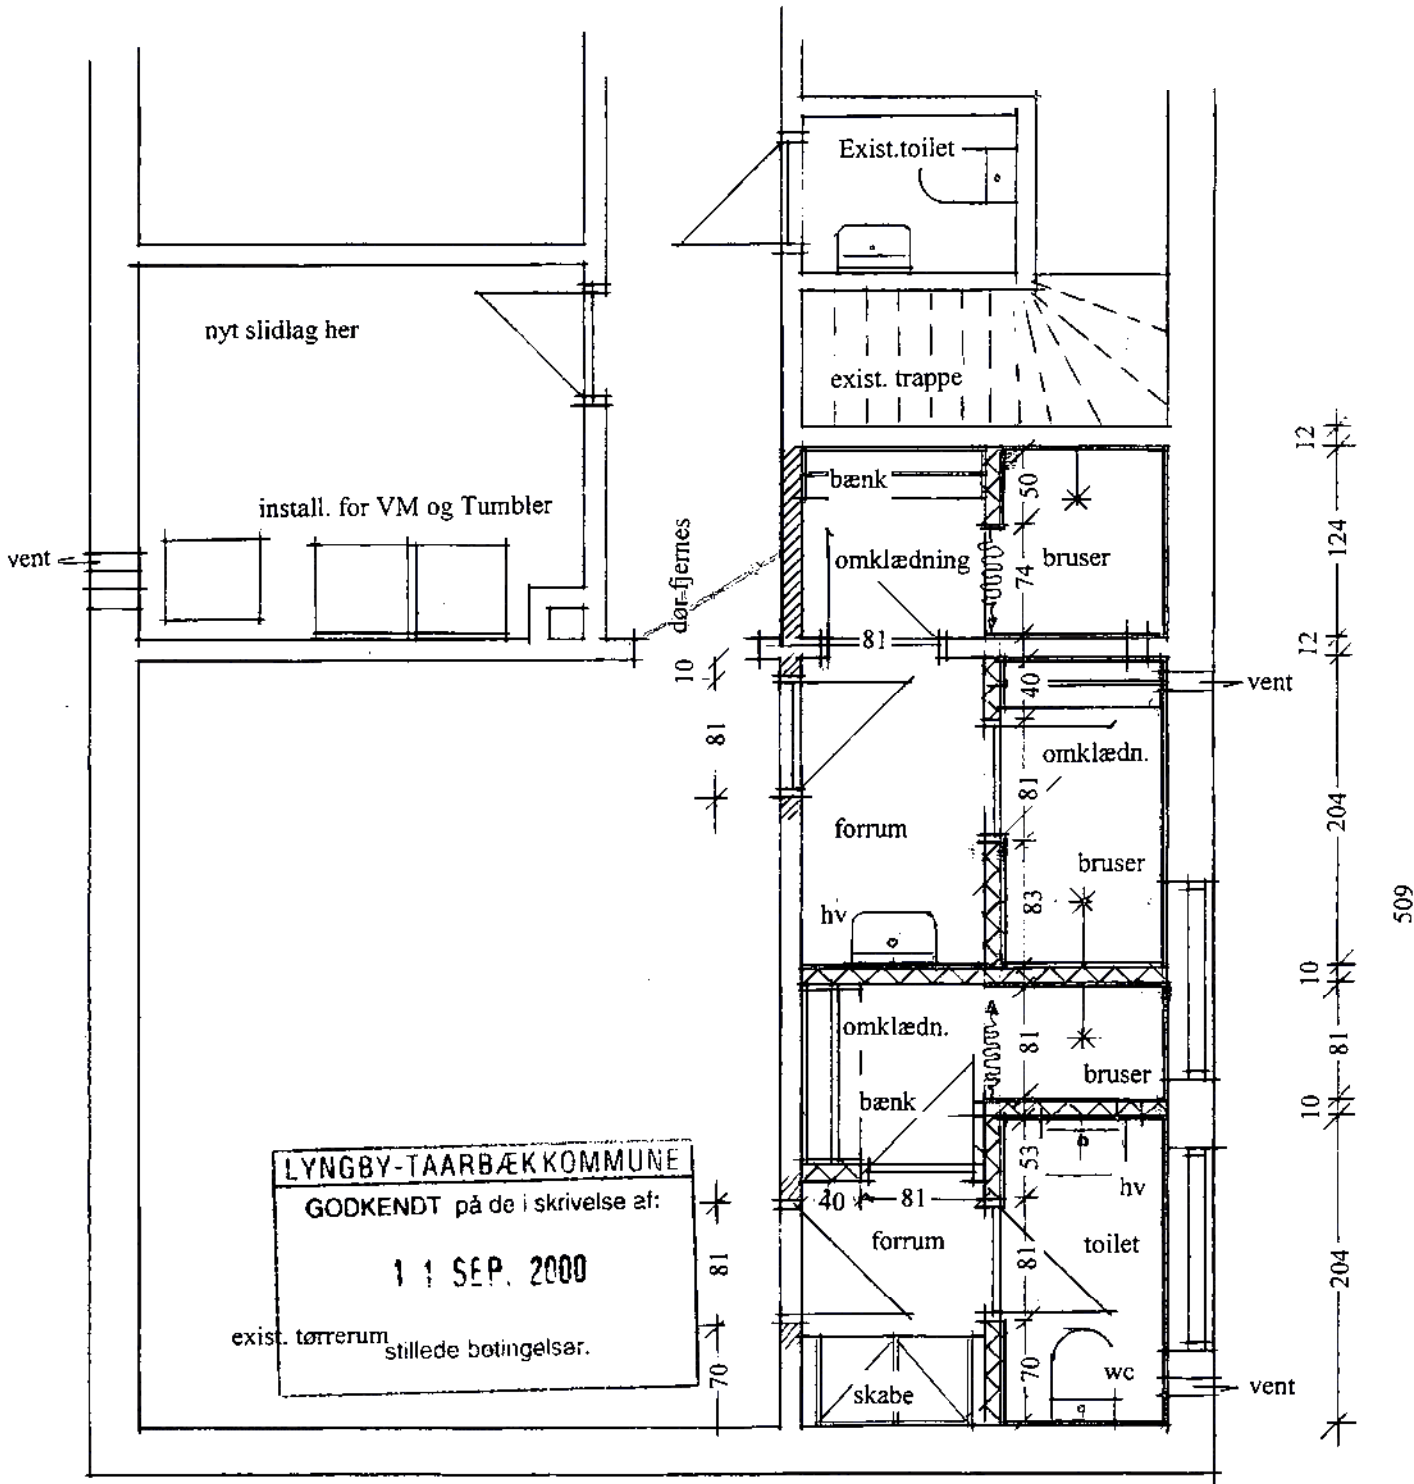 Exist.toilet
nyt slidlag her
exist. trappe
12
bænk
50
install. for VM og Tumbler
124
vent
dør fjernes
omklædning
74
bruser
81
12
10
40
vent
81
omklædn.
81
204
forrum
bruser
hv
83
509
10
omklædn.
81
81
bruser
bænk
10
LYNGBY-TAARBÆK KOMMUNE
53
hv
GODKENDT på de i skrivelse af:
40
81
forrum
toilet
81
81
11 SEP. 2000
204
exist. tørrerum
stillede betingelser.
70
70
wc
skabe
vent